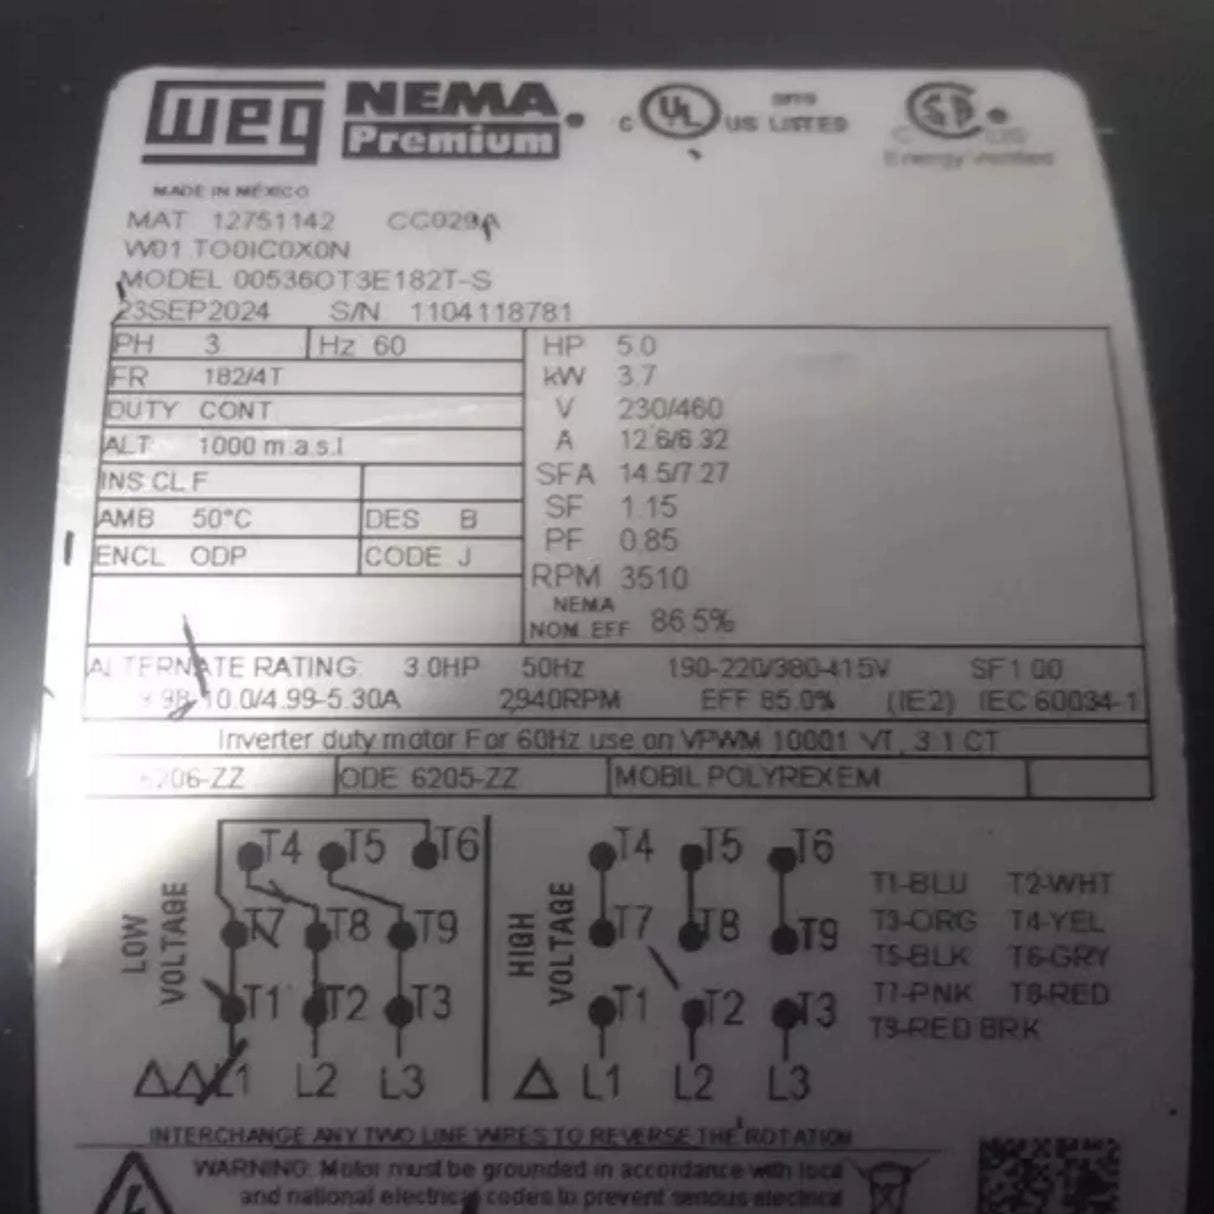 WEG NEMA Premium c UL US LISTED
Energy Verified
MADE IN MÉXICO
MAT 12751142 CC029A
W01 TO0IC0X0N
MODEL 00536OT3E182T-S
23SEP2024 S/N 1104118781
PH 3 Hz 60
FR 182/4T
DUTY CONT
ALT 1000 m.a.s.l
INS CL F
AMB 50°C DES B
ENCL ODP CODE J
HP 5.0
kW 3.7
V 230/460
A 12.6/6.32
SFA 14.5/7.27
SF 1.15
PF 0.85
RPM 3510
NEMA
NOM. EFF 86.5%
ALTERNATE RATING: 3.0HP 50Hz 190-220/380-415V SF1.00
10.0/4.99-5.30A 2940RPM EFF 85.0% (IE2) IEC 60034-1
Inverter duty motor For 60Hz use on VPWM 1000:1 VT, 3:1 CT
6206-ZZ ODE 6205-ZZ MOBIL POLYREX EM
LOW VOLTAGE
T4 T5 T6
T7 T8 T9
T1 T2 T3
ΔΔ L1 L2 L3
HIGH VOLTAGE
T4 T5 T6
T7 T8 T9
T1 T2 T3
Δ L1 L2 L3
T1-BLU T2-WHT
T3-ORG T4-YEL
T5-BLK T6-GRY
T7-PNK T8-RED
T9-RED BRK
INTERCHANGE ANY TWO LINE WIRES TO REVERSE THE ROTATION
WARNING: Motor must be grounded in accordance with local
and national electrical codes to prevent serious electrical